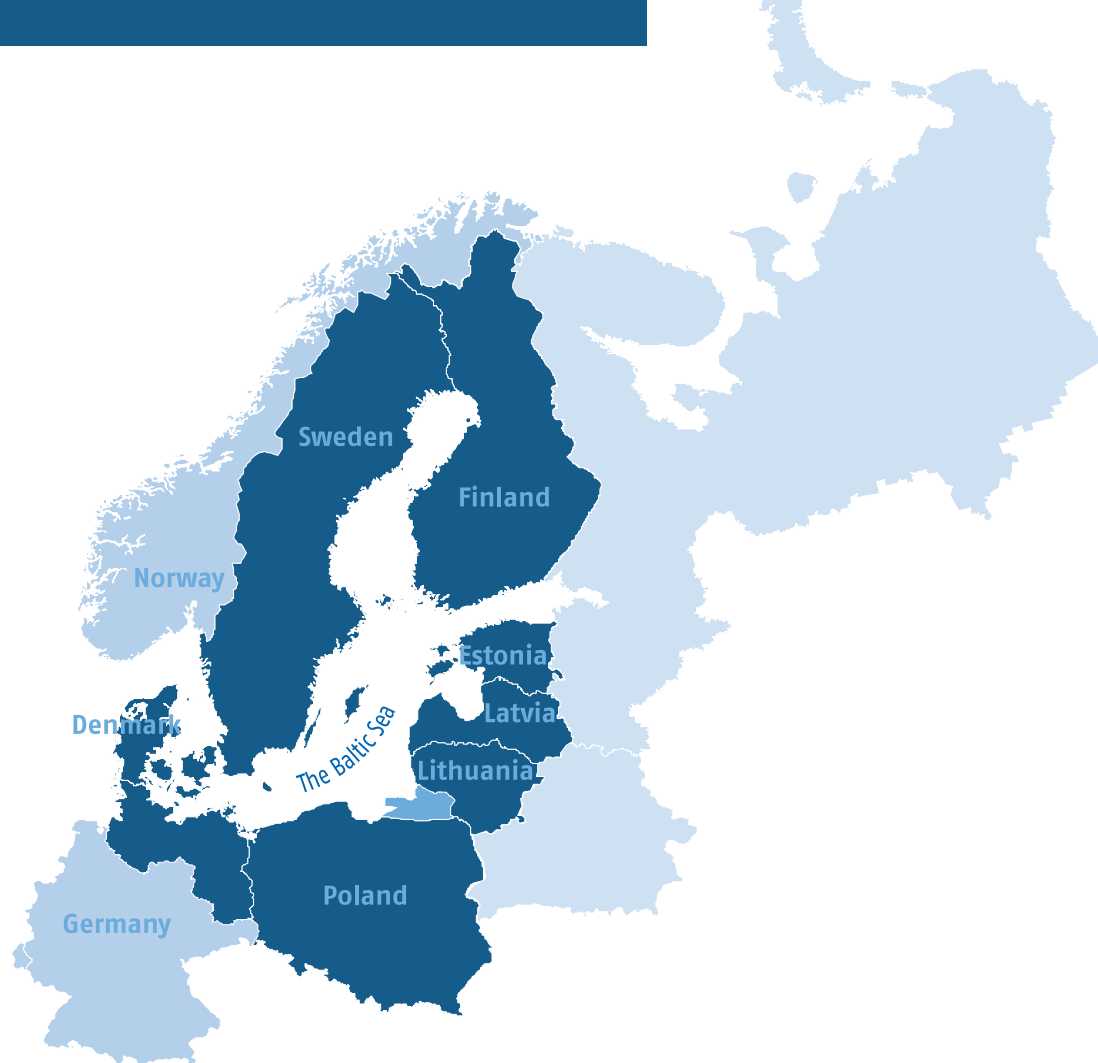 Sweden
Finland
Norway
Estonia
Latvia
Denmark
The Baltic Sea
Lithuania
Poland
Germany